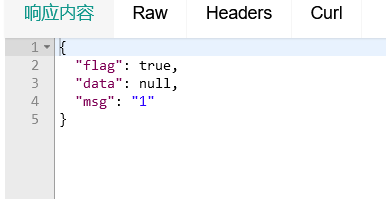 响应内容 Raw Headers Curl
1 {
2 "flag": true,
3 "data": null,
4 "msg": "1"
5 }